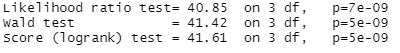 Likelihood ratio test= 40.85  on 3 df,   p=7e-09
Wald test            = 41.42  on 3 df,   p=5e-09
Score (logrank) test = 41.61  on 3 df,   p=5e-09